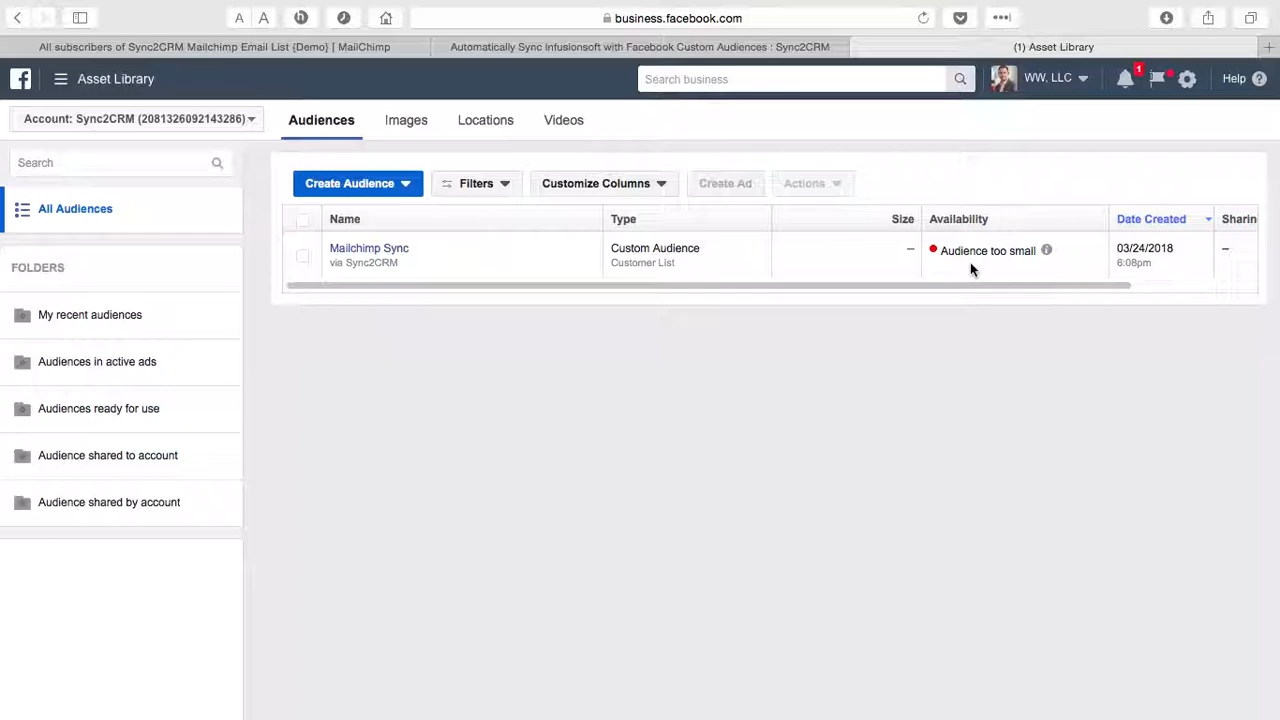 A A business.facebook.com
All subscribers of Sync2CRM Mailchimp Email List (Demo) | MailChimp
Automatically Sync Infusionsoft with Facebook Custom Audiences : Sync2CRM
(1) Asset Library
f Asset Library
Search business
WW, LLC
1
Help ?
Account: Sync2CRM (2081326092143286)
Audiences Images Locations Videos
Search
Create Audience Filters Customize Columns Create Ad Actions
All Audiences
Name Type Size Availability Date Created Sharin
Mailchimp Sync Custom Audience – Audience too small 03/24/2018 –
via Sync2CRM Customer List 6:08pm
FOLDERS
My recent audiences
Audiences in active ads
Audiences ready for use
Audience shared to account
Audience shared by account